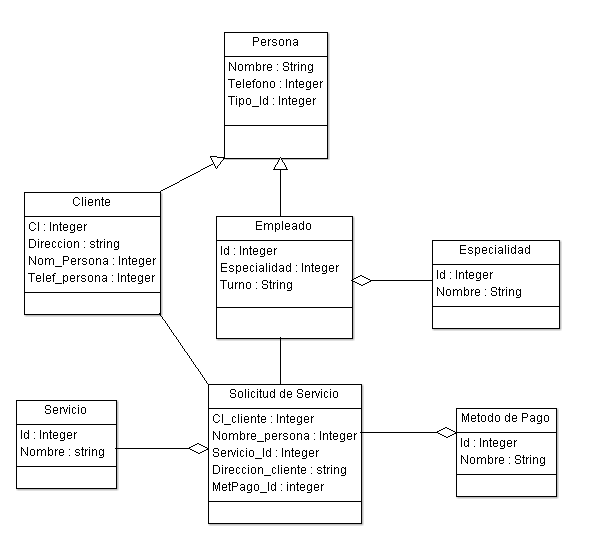 Persona
Nombre : String
Telefono : Integer
Tipo_Id : Integer
Cliente
CI : Integer
Direccion : string
Nom_Persona : Integer
Telef_persona : Integer
Empleado
Id : Integer
Especialidad : Integer
Turno : String
Especialidad
Id : Integer
Nombre : String
Servicio
Id : Integer
Nombre : string
Solicitud de Servicio
CI_cliente : Integer
Nombre_persona : Integer
Servicio_Id : Integer
Direccion_cliente : string
MetPago_Id : integer
Metodo de Pago
Id : Integer
Nombre : String